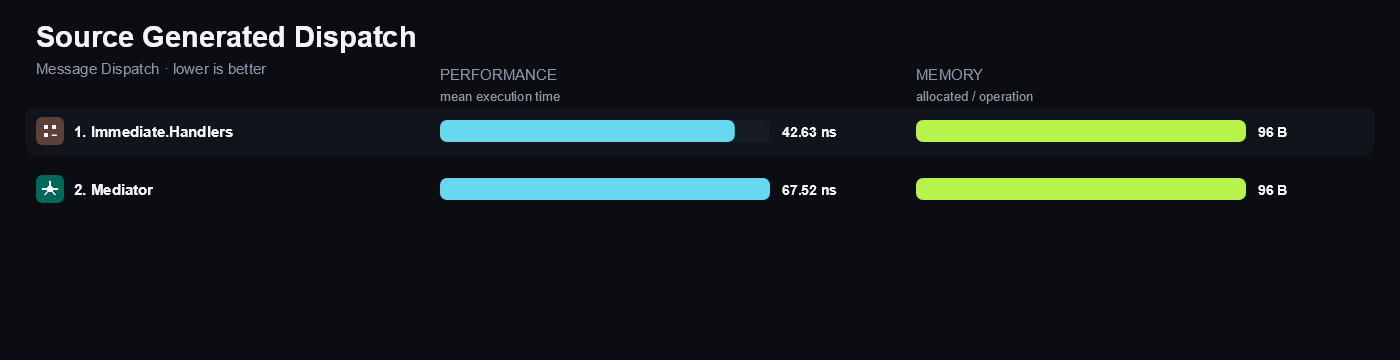 Source Generated Dispatch
Message Dispatch · lower is better
PERFORMANCE
mean execution time
MEMORY
allocated / operation
1. Immediate.Handlers
42.63 ns
96 B
2. Mediator
67.52 ns
96 B